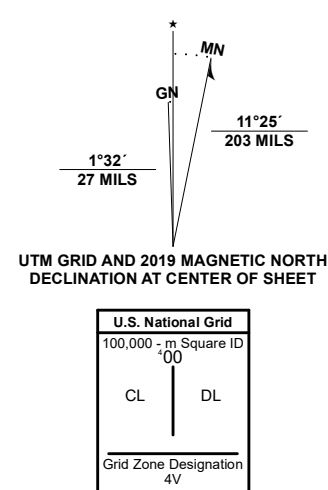 ★
MN
GN
11°25´
203 MILS
1°32´
27 MILS
UTM GRID AND 2019 MAGNETIC NORTH
DECLINATION AT CENTER OF SHEET
U.S. National Grid
100,000 - m Square ID
⁴00
CL DL
Grid Zone Designation
4V